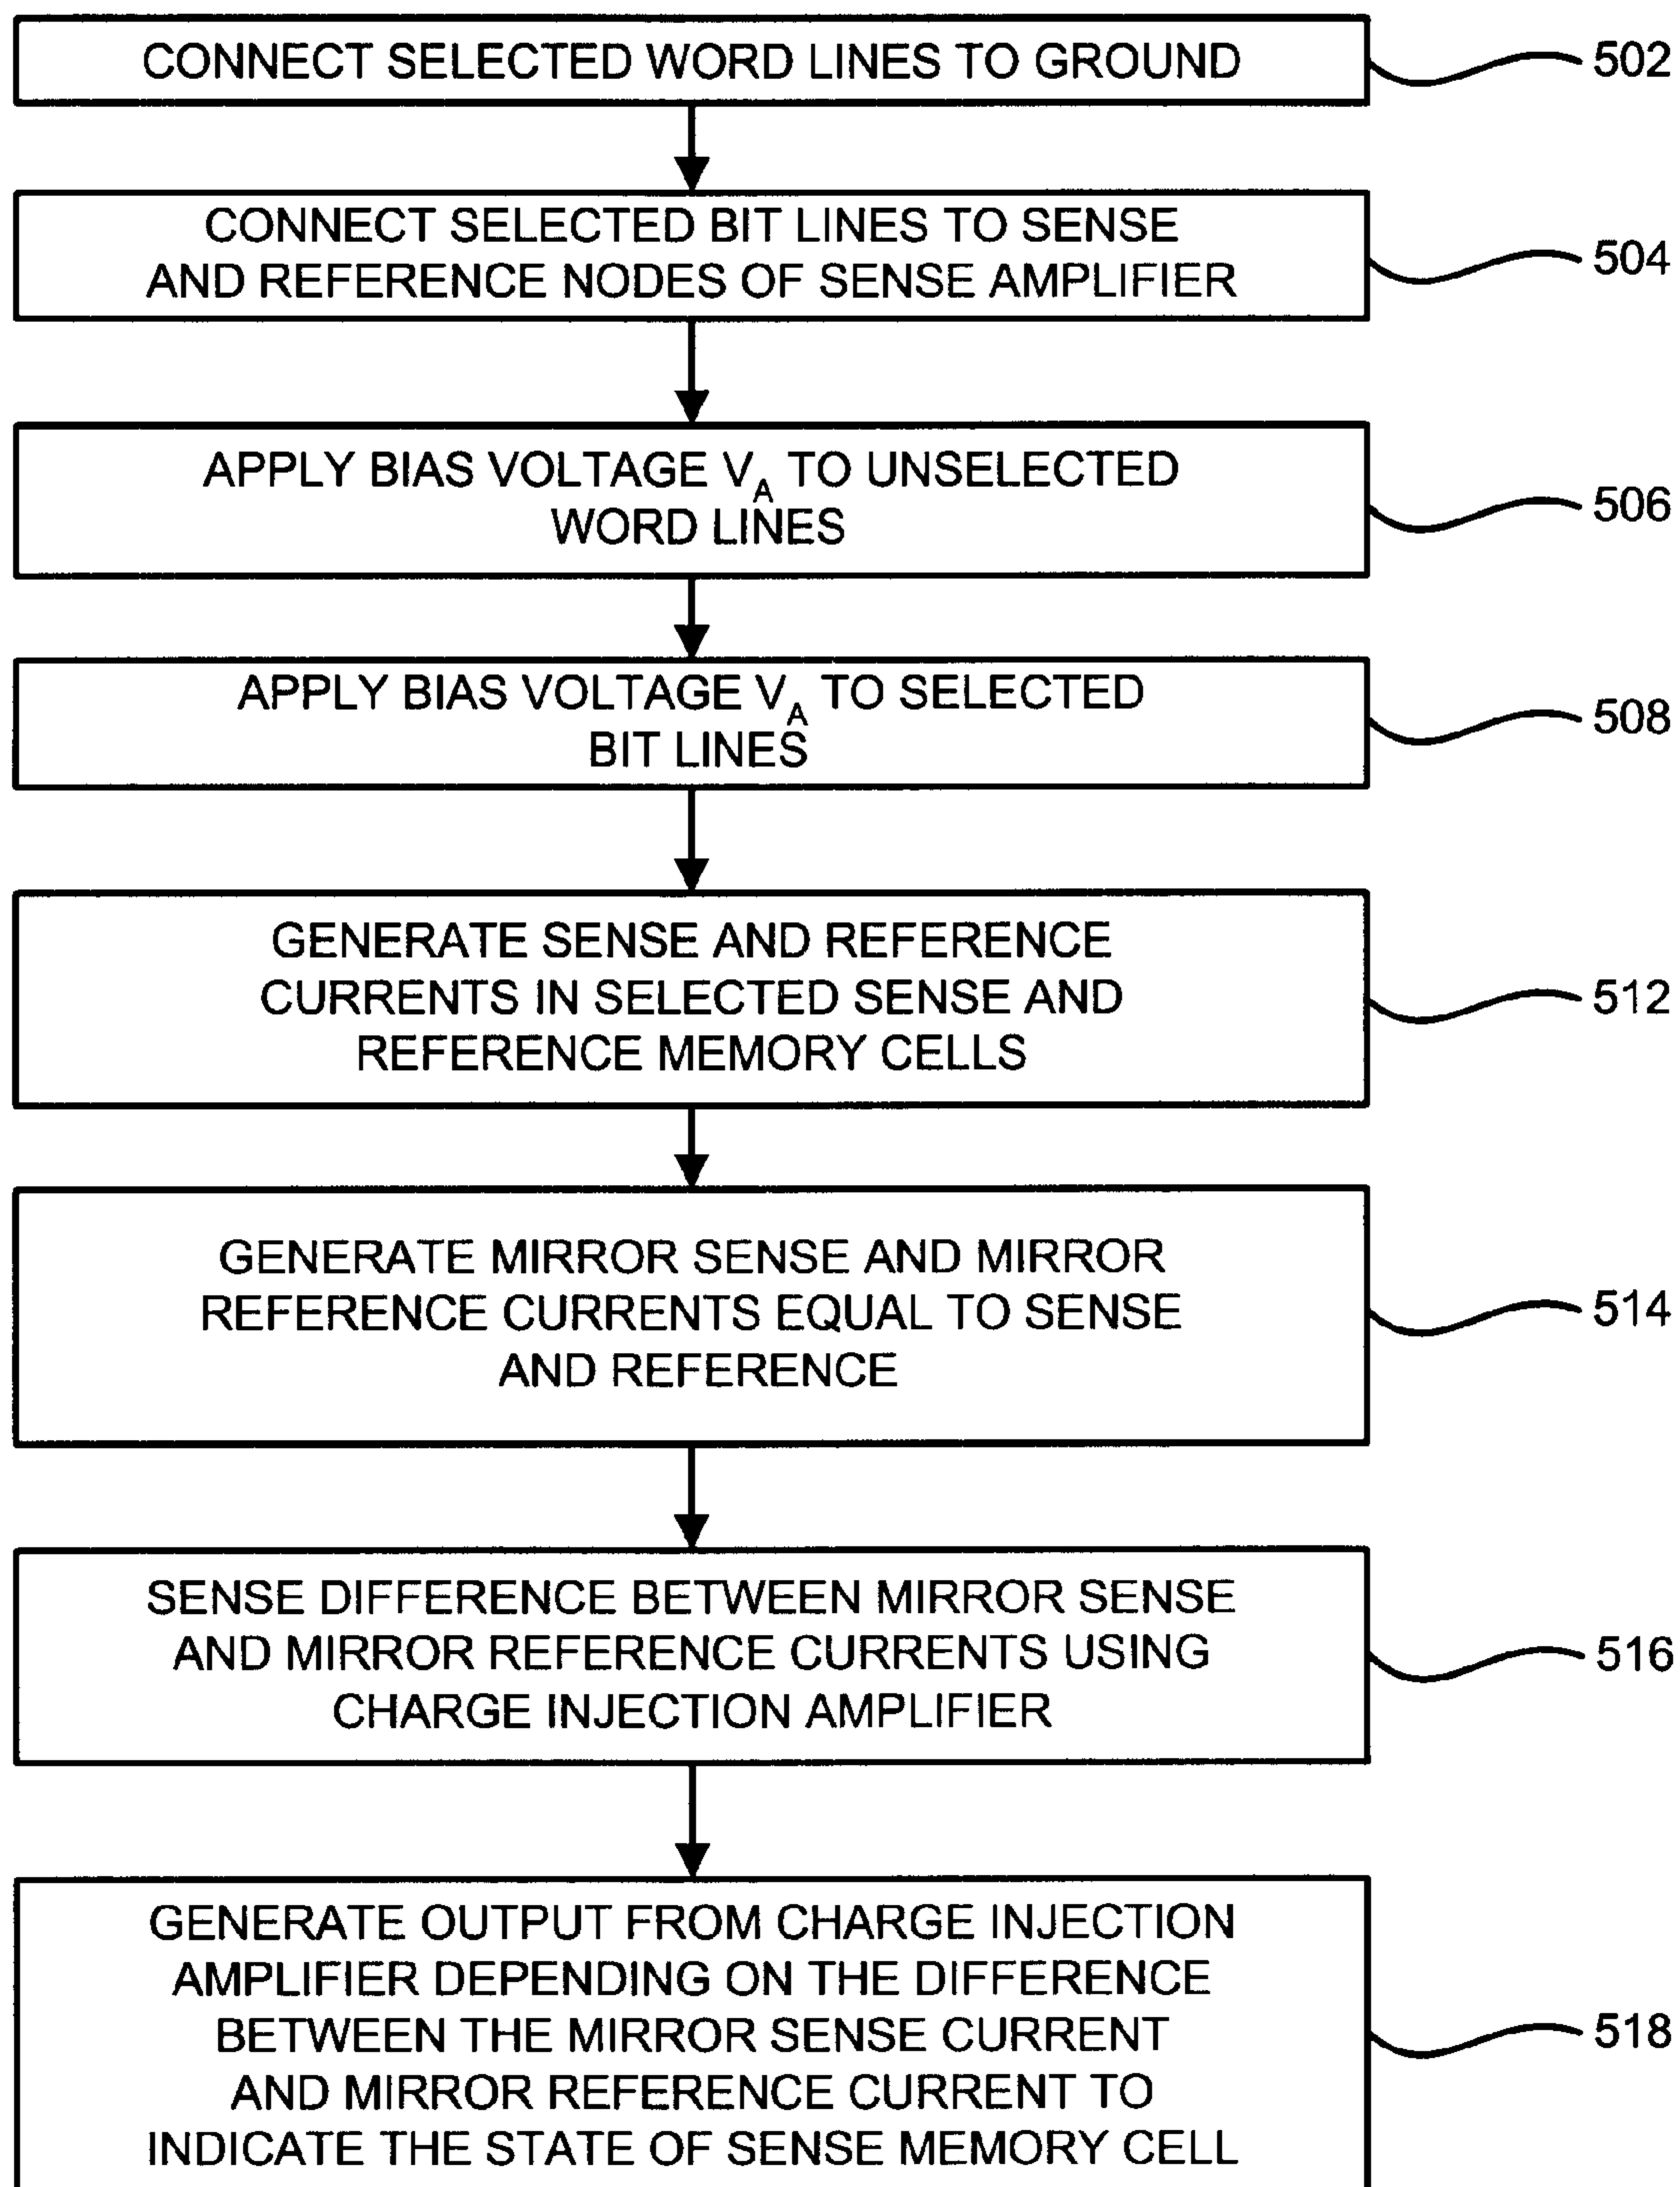 CONNECT SELECTED WORD LINES TO GROUND
502
CONNECT SELECTED BIT LINES TO SENSE
AND REFERENCE NODES OF SENSE AMPLIFIER
504
APPLY BIAS VOLTAGE VA TO UNSELECTED
WORD LINES
506
APPLY BIAS VOLTAGE VA TO SELECTED
BIT LINES
508
GENERATE SENSE AND REFERENCE
CURRENTS IN SELECTED SENSE AND
REFERENCE MEMORY CELLS
512
GENERATE MIRROR SENSE AND MIRROR
REFERENCE CURRENTS EQUAL TO SENSE
AND REFERENCE
514
SENSE DIFFERENCE BETWEEN MIRROR SENSE
AND MIRROR REFERENCE CURRENTS USING
CHARGE INJECTION AMPLIFIER
516
GENERATE OUTPUT FROM CHARGE INJECTION
AMPLIFIER DEPENDING ON THE DIFFERENCE
BETWEEN THE MIRROR SENSE CURRENT
AND MIRROR REFERENCE CURRENT TO
INDICATE THE STATE OF SENSE MEMORY CELL
518